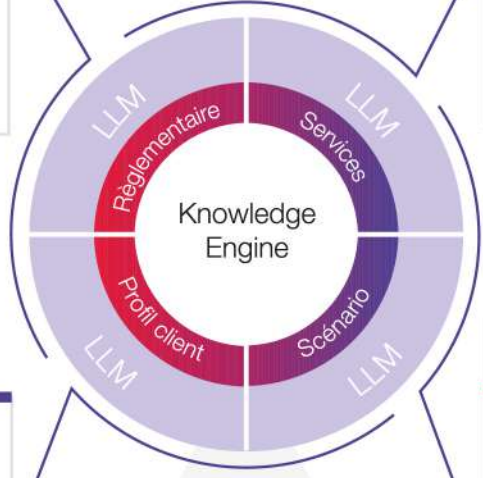 LLM
LLM
Règlementaire
Services
Knowledge
Engine
Profil client
Scénario
LLM
LLM